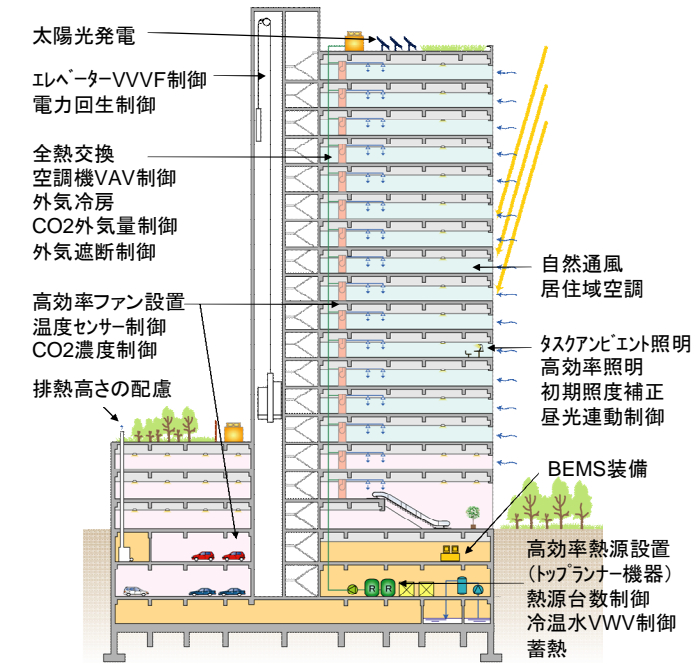 太陽光発電
エレベーターVVVF制御
電力回生制御
全熱交換
空調機VAV制御
外気冷房
CO2外気量制御
外気遮断制御
高効率ファン設置
温度センサー制御
CO2濃度制御
排熱高さの配慮
自然通風
居住域空調
タスクアンビエント照明
高効率照明
初期照度補正
昼光連動制御
BEMS装備
高効率熱源設置
(トップランナー機器)
熱源台数制御
冷温水VWV制御
蓄熱
R R